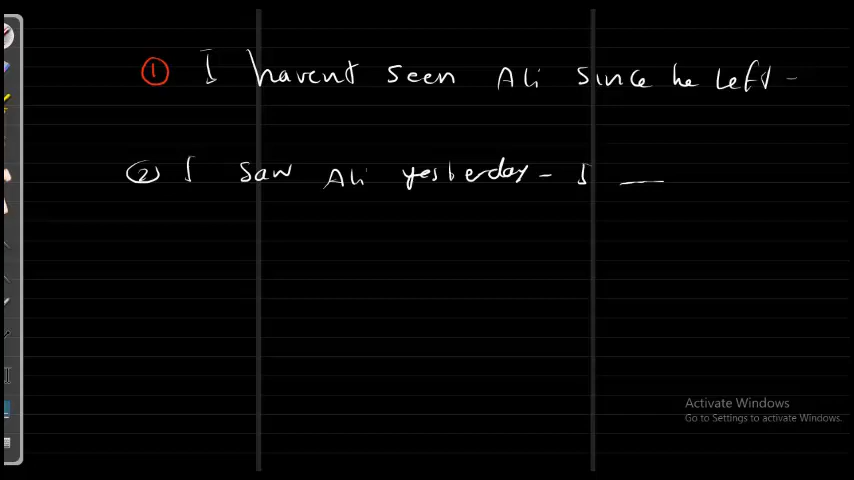 ① I havent seen Ali since he left -
② I saw Ali yesterday - I __
Activate Windows
Go to Settings to activate Windows.